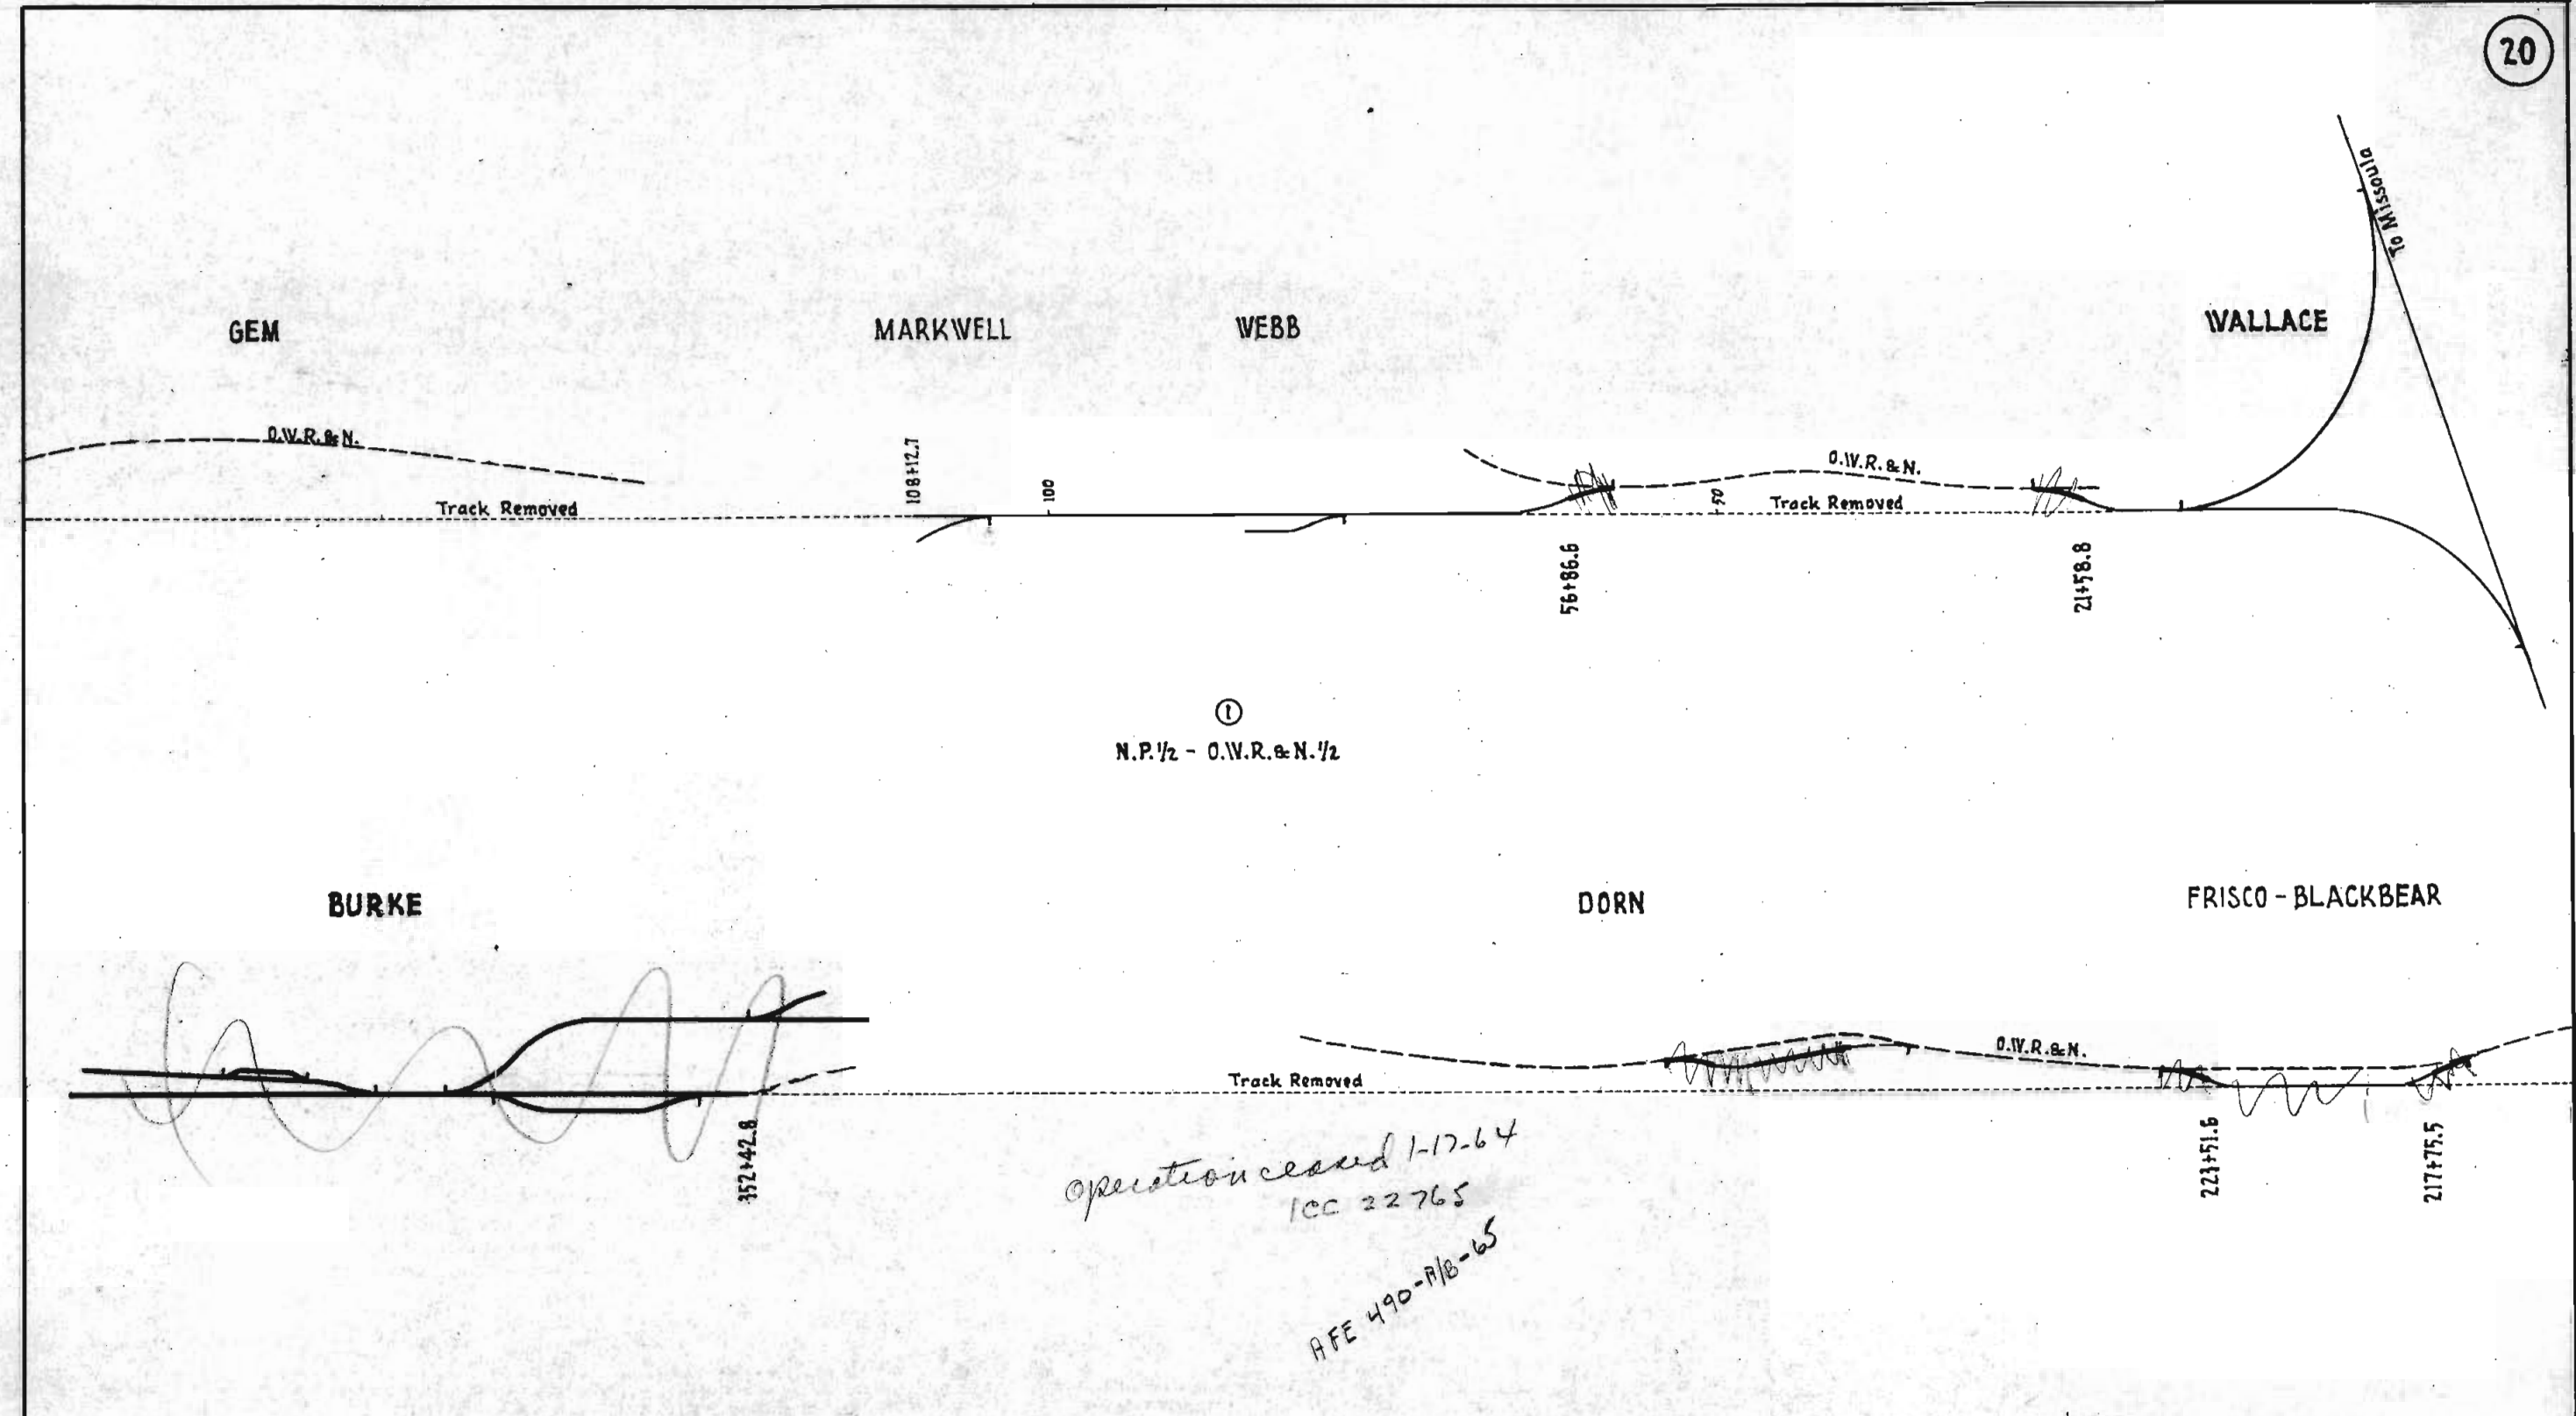 20
To Missoula
GEM
MARKWELL
WEBB
WALLACE
O.W.R.&N.
108+12.7
100
O.W.R.&N.
Track Removed
50
Track Removed
56+86.6
21+58.8
1
N.P.1/2 - O.W.R.&N.1/2
BURKE
DORN
FRISCO - BLACKBEAR
O.W.R.&N.
Track Removed
352+42.8
223+51.6
217+75.5
Operation ceased 1-17-64
ICC 22765
AFE 490-A/B-65